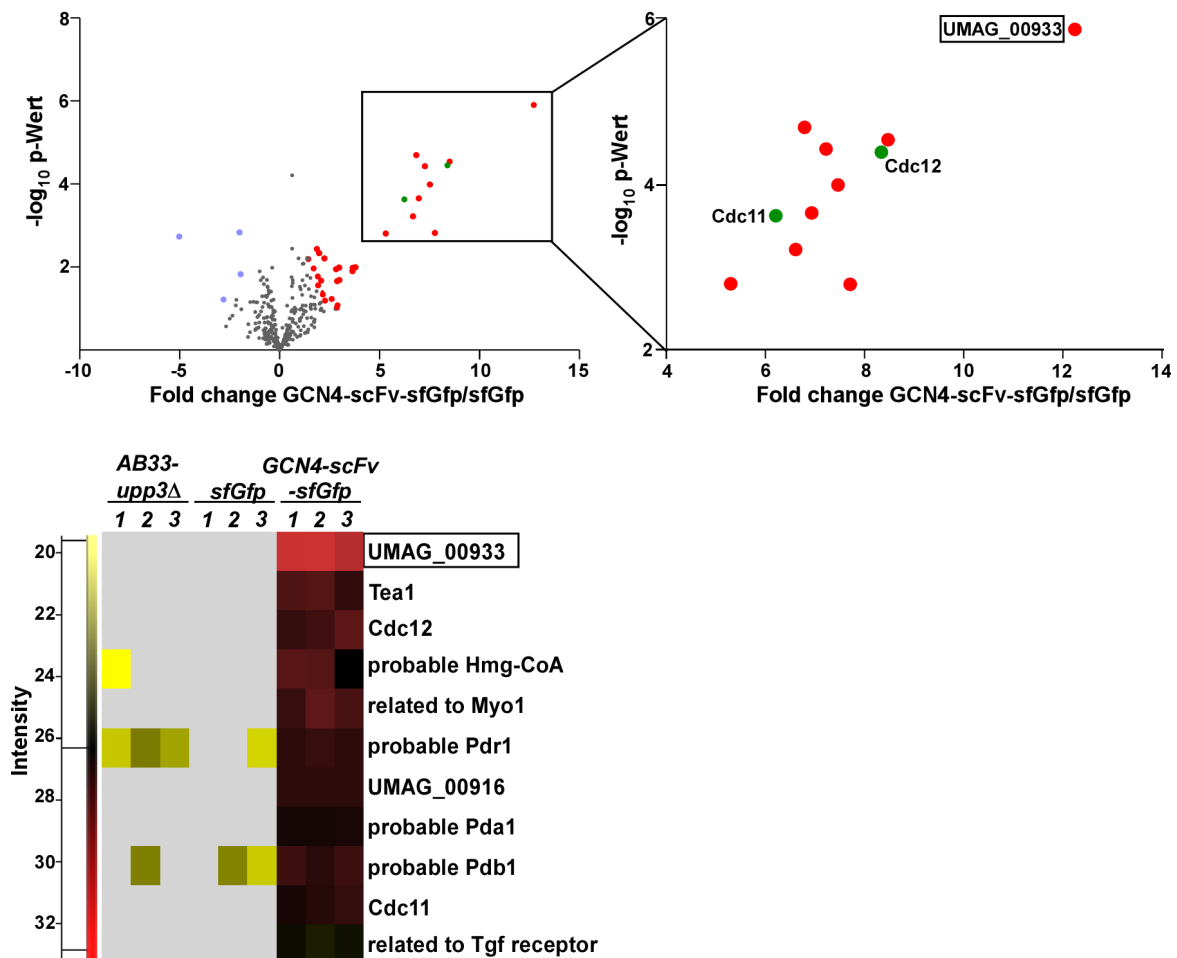 8
6
4
2
-10
-5
0
5
10
15
-log10 p-Wert
Fold change GCN4-scFv-sfGfp/sfGfp
6
4
2
4
6
8
10
12
14
-log10 p-Wert
UMAG_00933
Cdc12
Cdc11
Fold change GCN4-scFv-sfGfp/sfGfp
AB33-
upp3Δ
sfGfp
GCN4-scFv
-sfGfp
1 2 3 1 2 3 1 2 3
Intensity
20
22
24
26
28
30
32
UMAG_00933
Tea1
Cdc12
probable Hmg-CoA
related to Myo1
probable Pdr1
UMAG_00916
probable Pda1
probable Pdb1
Cdc11
related to Tgf receptor